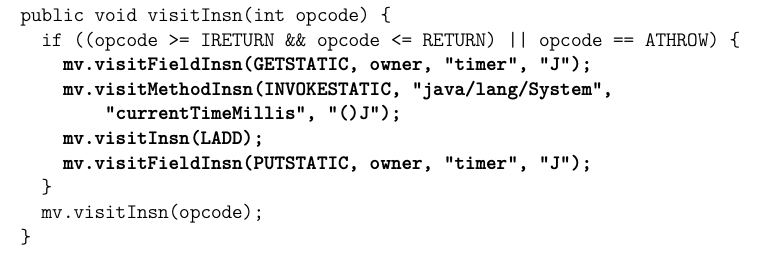 public void visitInsn(int opcode) {
  if ((opcode >= IRETURN && opcode <= RETURN) || opcode == ATHROW) {
    mv.visitFieldInsn(GETSTATIC, owner, "timer", "J");
    mv.visitMethodInsn(INVOKESTATIC, "java/lang/System",
        "currentTimeMillis", "()J");
    mv.visitInsn(LADD);
    mv.visitFieldInsn(PUTSTATIC, owner, "timer", "J");
  }
  mv.visitInsn(opcode);
}